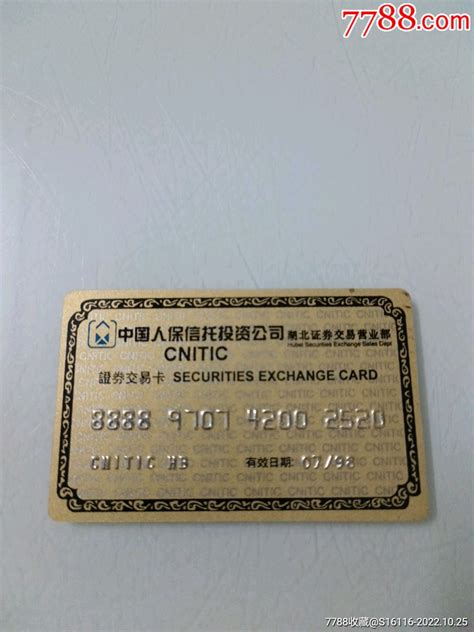 7788.com
中国人保信托投资公司 湖北证券交易营业部
Hubei Securities Exchange Sales Dept
CNITIC
證券交易卡 SECURITIES EXCHANGE CARD
8888 9707 4200 2520
CNITIC HB 有效日期: 07/98
7788收藏@S16116-2022.10.25